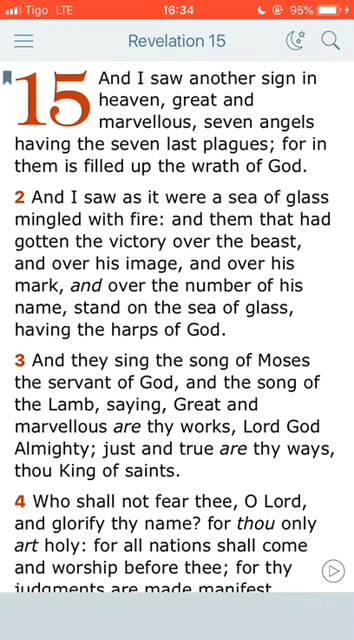 Tigo LTE 16:34 95%
Revelation 15
15 And I saw another sign in
heaven, great and
marvellous, seven angels
having the seven last plagues; for in
them is filled up the wrath of God.
2 And I saw as it were a sea of glass
mingled with fire: and them that had
gotten the victory over the beast,
and over his image, and over his
mark, and over the number of his
name, stand on the sea of glass,
having the harps of God.
3 And they sing the song of Moses
the servant of God, and the song of
the Lamb, saying, Great and
marvellous are thy works, Lord God
Almighty; just and true are thy ways,
thou King of saints.
4 Who shall not fear thee, O Lord,
and glorify thy name? for thou only
art holy: for all nations shall come
and worship before thee; for thy
judgments are made manifest